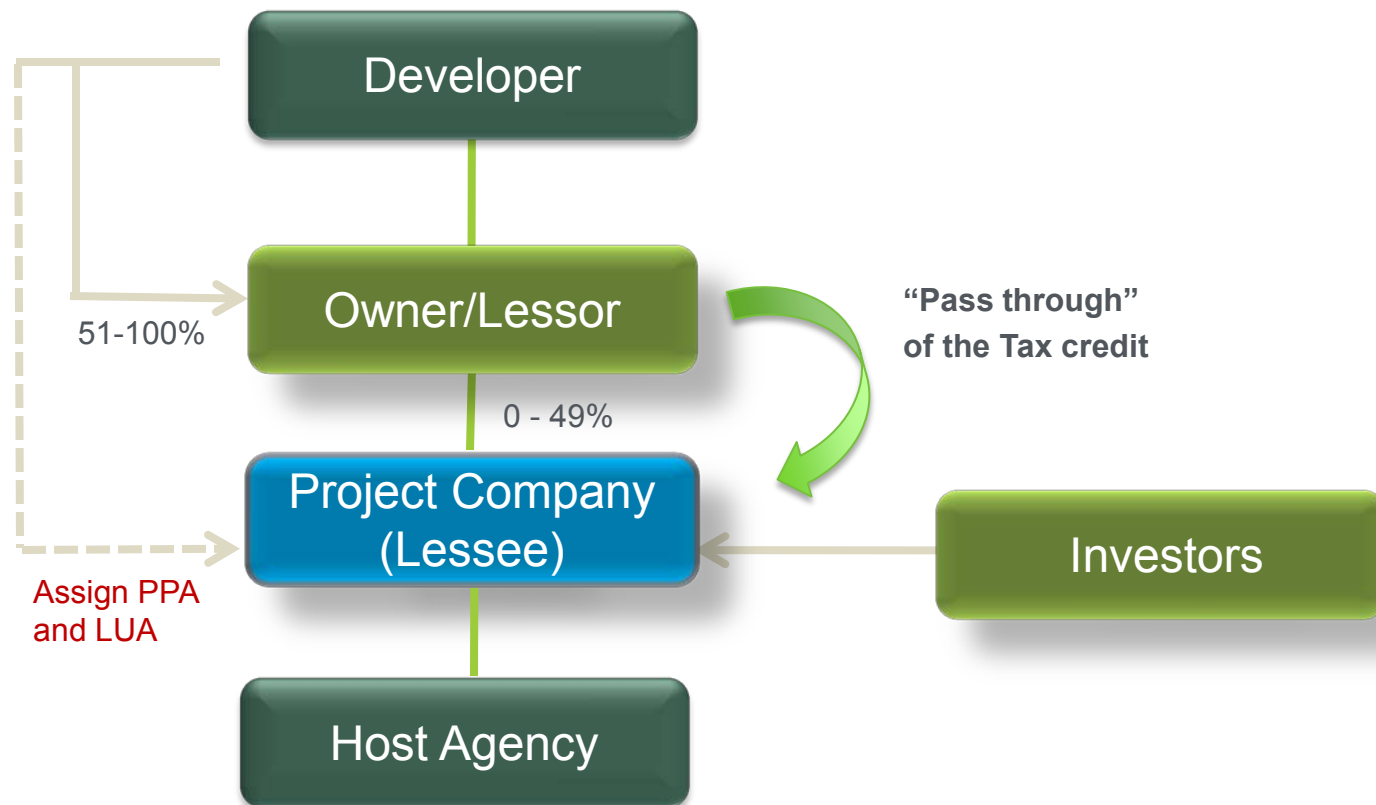 Developer
Owner/Lessor
“Pass through”
of the Tax credit
51-100%
0 - 49%
Project Company
(Lessee)
Investors
Assign PPA
and LUA
Host Agency